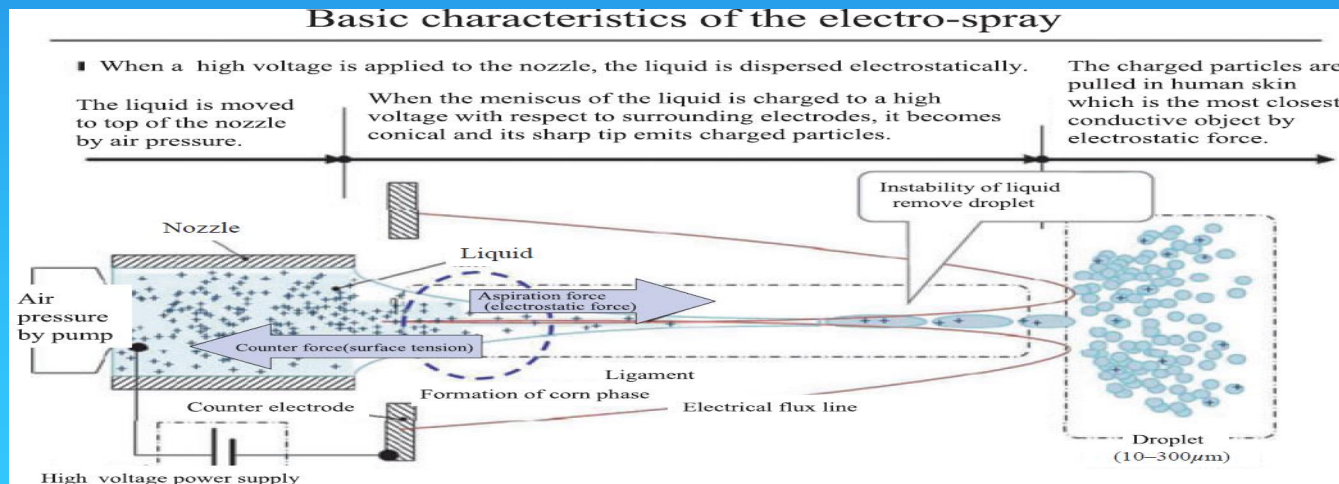 Basic characteristics of the electro-spray
When a high voltage is applied to the nozzle, the liquid is dispersed electrostatically.
The liquid is moved
to top of the nozzle
by air pressure.
When the meniscus of the liquid is charged to a high
voltage with respect to surrounding electrodes, it becomes
conical and its sharp tip emits charged particles.
The charged particles are
pulled in human skin
which is the most closest
conductive object by
electrostatic force.
Instability of liquid
remove droplet
Nozzle
Liquid
Air
pressure
by pump
Aspiration force
(electrostatic force)
Counter force(surface tension)
Ligament
Formation of corn phase
Counter electrode
Electrical flux line
Droplet
(10–300μm)
High voltage power supply